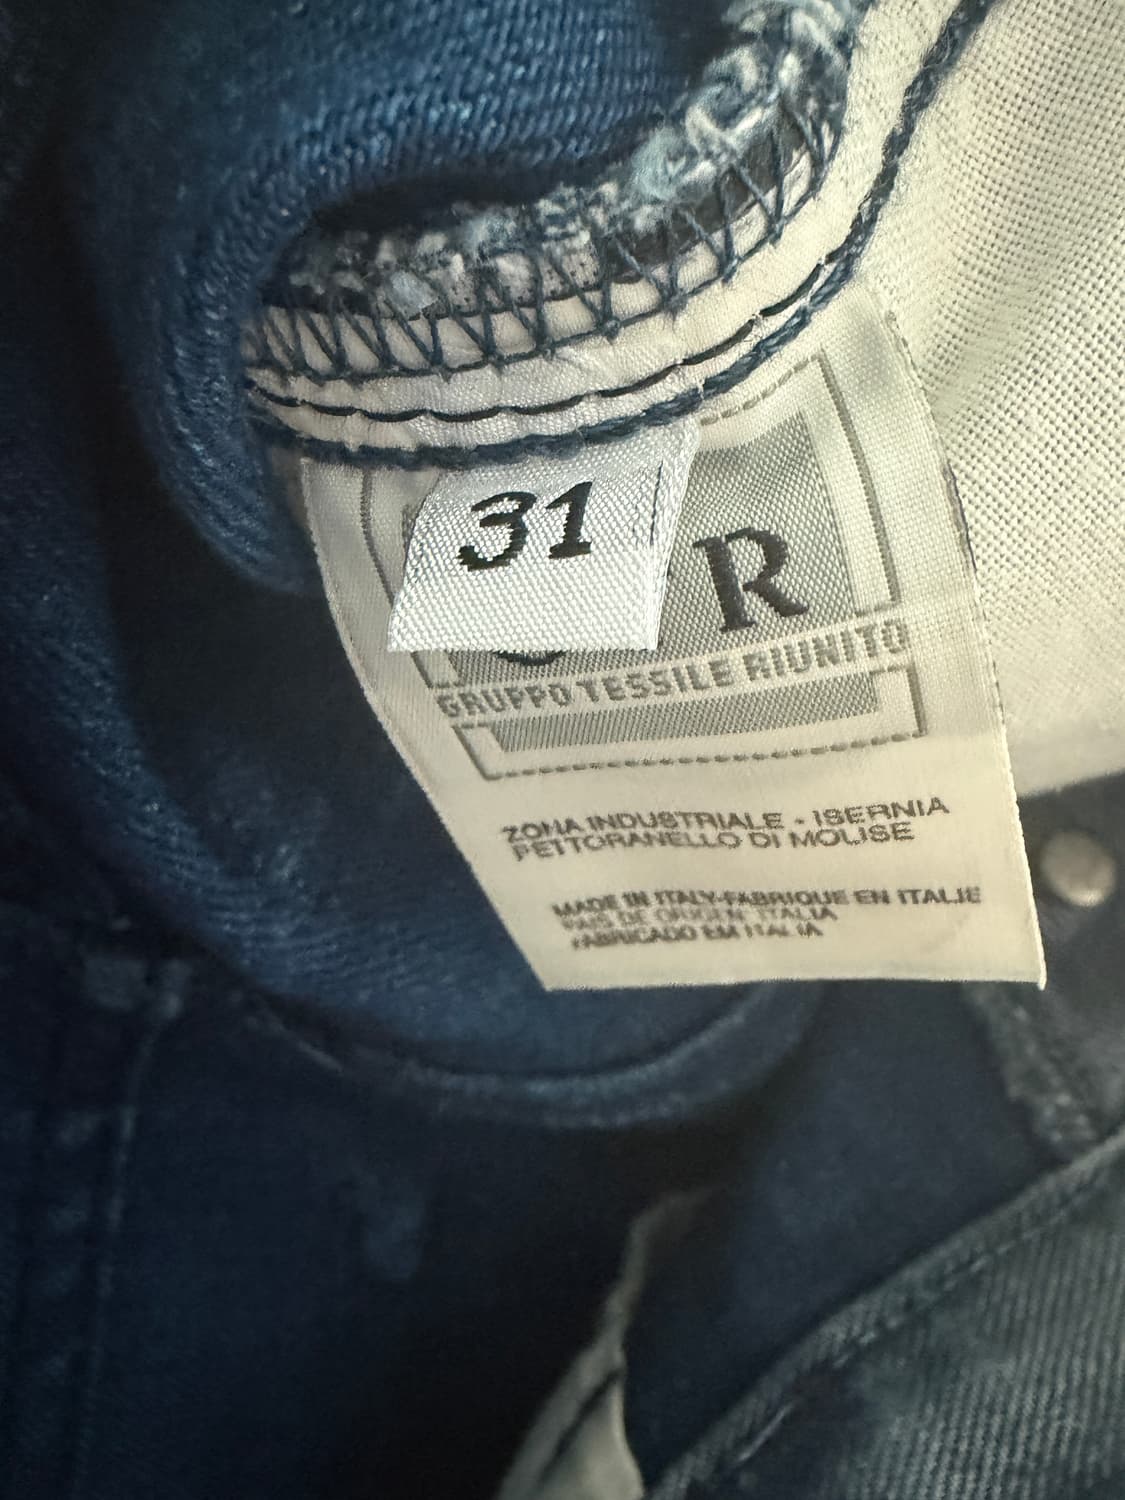 31
R
GRUPPO TESSILE RIUNITO
ZONA INDUSTRIALE - ISERNIA
PETTORANELLO DI MOLISE
MADE IN ITALY-FABRIQUE EN ITALIE
PAIS DE ORIGEN ITALIA
FABRICADO EM ITALIA